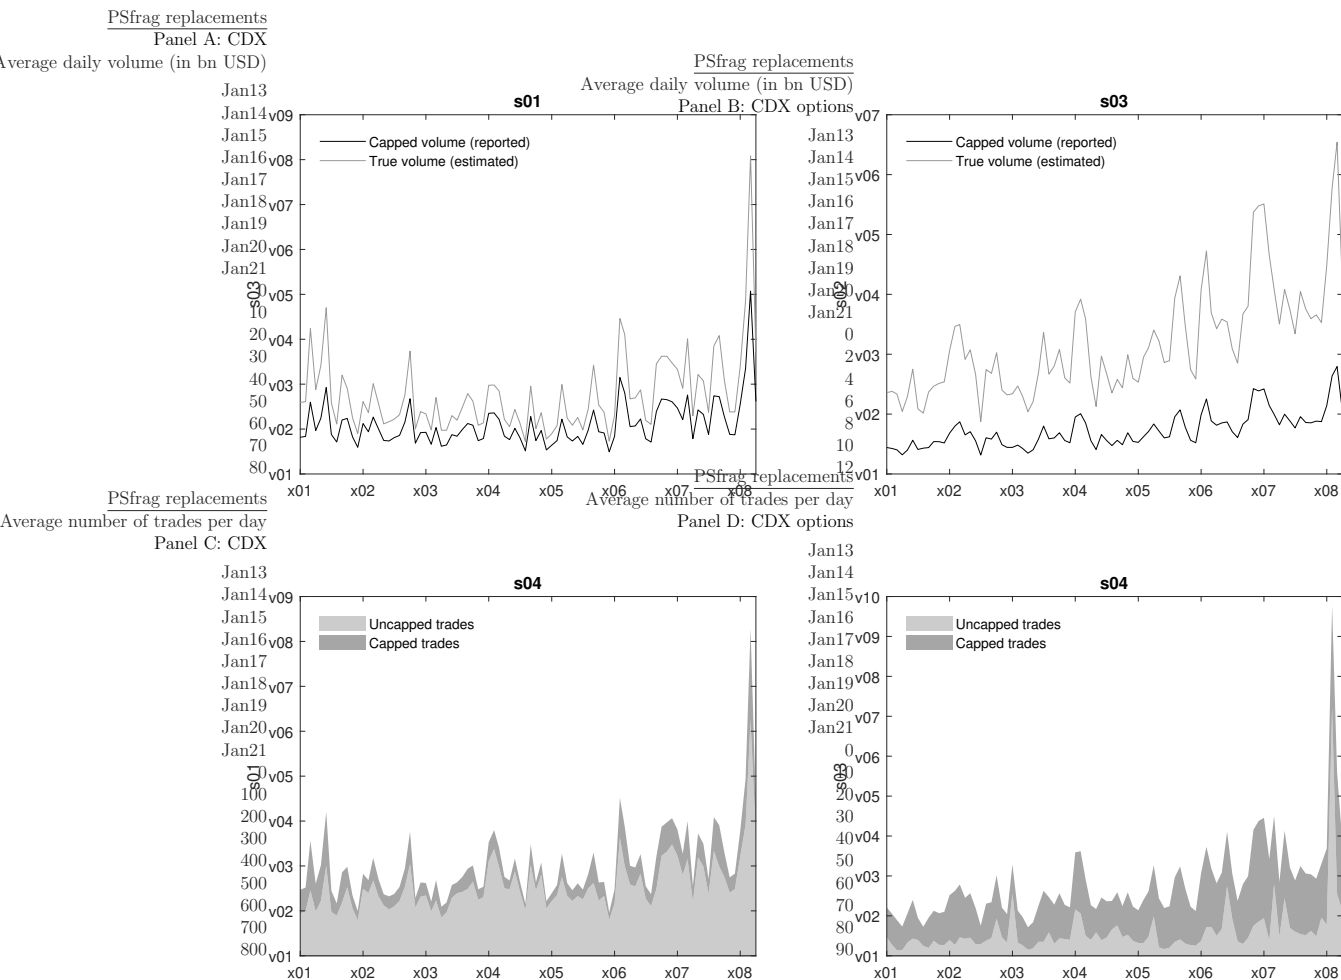 PSfrag replacements
Panel A: CDX
Average daily volume (in bn USD)
Jan13
Jan14
Jan15
Jan16
Jan17
Jan18
Jan19
Jan20
Jan21
0
10
20
30
40
50
60
70
80
s01
s03
v09
v08
v07
v06
v05
v04
v03
v02
v01
Capped volume (reported)
True volume (estimated)
x01 x02 x03 x04 x05 x06 x07 x08
PSfrag replacements
Average daily volume (in bn USD)
Panel B: CDX options
Jan13
Jan14
Jan15
Jan16
Jan17
Jan18
Jan19
Jan20
Jan21
0
2
4
6
8
10
12
s03
s02
v07
v06
v05
v04
v03
v02
v01
Capped volume (reported)
True volume (estimated)
x01 x02 x03 x04 x05 x06 x07 x08
PSfrag replacements
Average number of trades per day
Panel C: CDX
Jan13
Jan14
Jan15
Jan16
Jan17
Jan18
Jan19
Jan20
Jan21
0
100
200
300
400
500
600
700
800
s04
s01
v09
v08
v07
v06
v05
v04
v03
v02
v01
Uncapped trades
Capped trades
x01 x02 x03 x04 x05 x06 x07 x08
PSfrag replacements
Average number of trades per day
Panel D: CDX options
Jan13
Jan14
Jan15
Jan16
Jan17
Jan18
Jan19
Jan20
Jan21
0
10
20
30
40
50
60
70
80
90
s04
s03
v10
v09
v08
v07
v06
v05
v04
v03
v02
v01
Uncapped trades
Capped trades
x01 x02 x03 x04 x05 x06 x07 x08